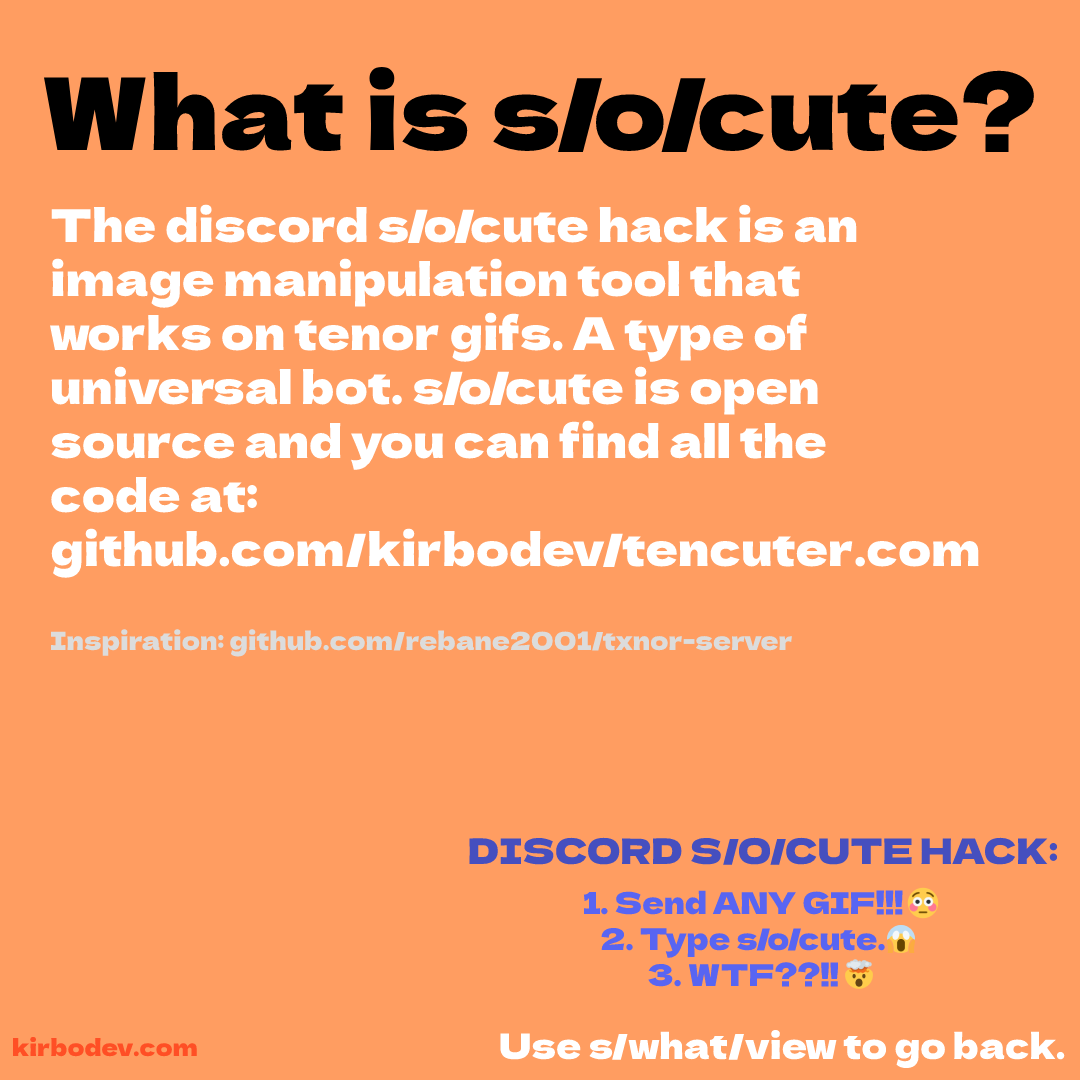 What is s/o/cute?
The discord s/o/cute hack is an
image manipulation tool that
works on tenor gifs. A type of
universal bot. s/o/cute is open
source and you can find all the
code at:
github.com/kirbodev/tencuter.com
Inspiration: github.com/rebane2001/txnor-server
DISCORD S/O/CUTE HACK:
1. Send ANY GIF!!!😳
2. Type s/o/cute.😱
3. WTF??!!🤯
kirbodev.com
Use s/what/view to go back.